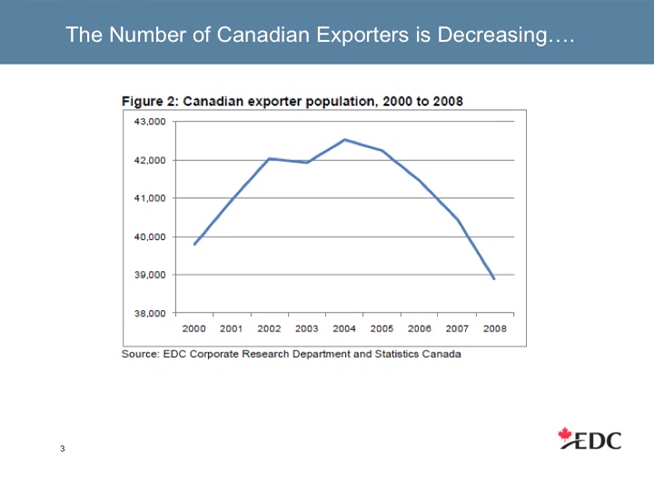 The Number of Canadian Exporters is Decreasing….
Figure 2: Canadian exporter population, 2000 to 2008
43,000
42,000
41,000
40,000
39,000
38,000
2000 2001 2002 2003 2004 2005 2006 2007 2008
Source: EDC Corporate Research Department and Statistics Canada
EDC
3